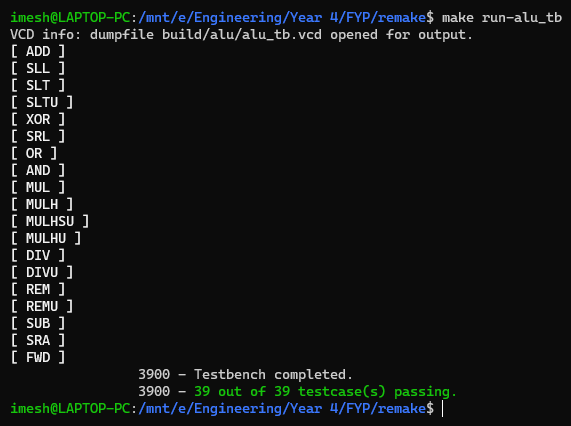 imesh@LAPTOP-PC:/mnt/e/Engineering/Year 4/FYP/remake$ make run-alu_tb
VCD info: dumpfile build/alu/alu_tb.vcd opened for output.
[ ADD ]
[ SLL ]
[ SLT ]
[ SLTU ]
[ XOR ]
[ SRL ]
[ OR ]
[ AND ]
[ MUL ]
[ MULH ]
[ MULHSU ]
[ MULHU ]
[ DIV ]
[ DIVU ]
[ REM ]
[ REMU ]
[ SUB ]
[ SRA ]
[ FWD ]
3900 - Testbench completed.
3900 - 39 out of 39 testcase(s) passing.
imesh@LAPTOP-PC:/mnt/e/Engineering/Year 4/FYP/remake$